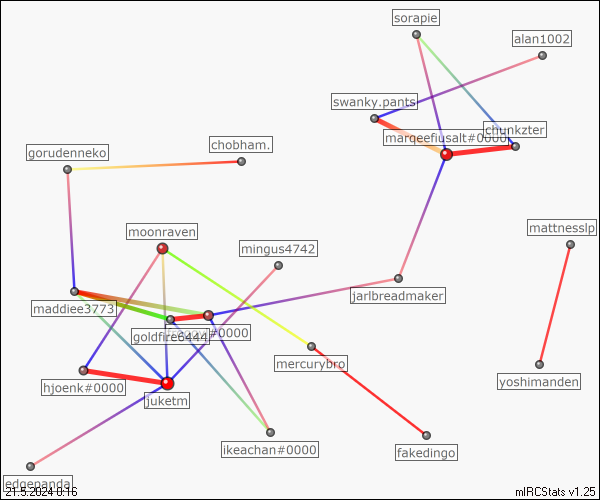 sorapie
alan1002
swanky.pants
chunkzter
marqeefiusalt#0000
chobham.
gorudenneko
mattnesslp
moonraven
mingus4742
jarlbreadmaker
maddiee3773
goldfire6444
#0000
mercurybro
hjoenk#0000
yoshimanden
juketm
ikeachan#0000
fakedingo
edgepanda
21.5.2024 0:16
mIRCStats v1.25